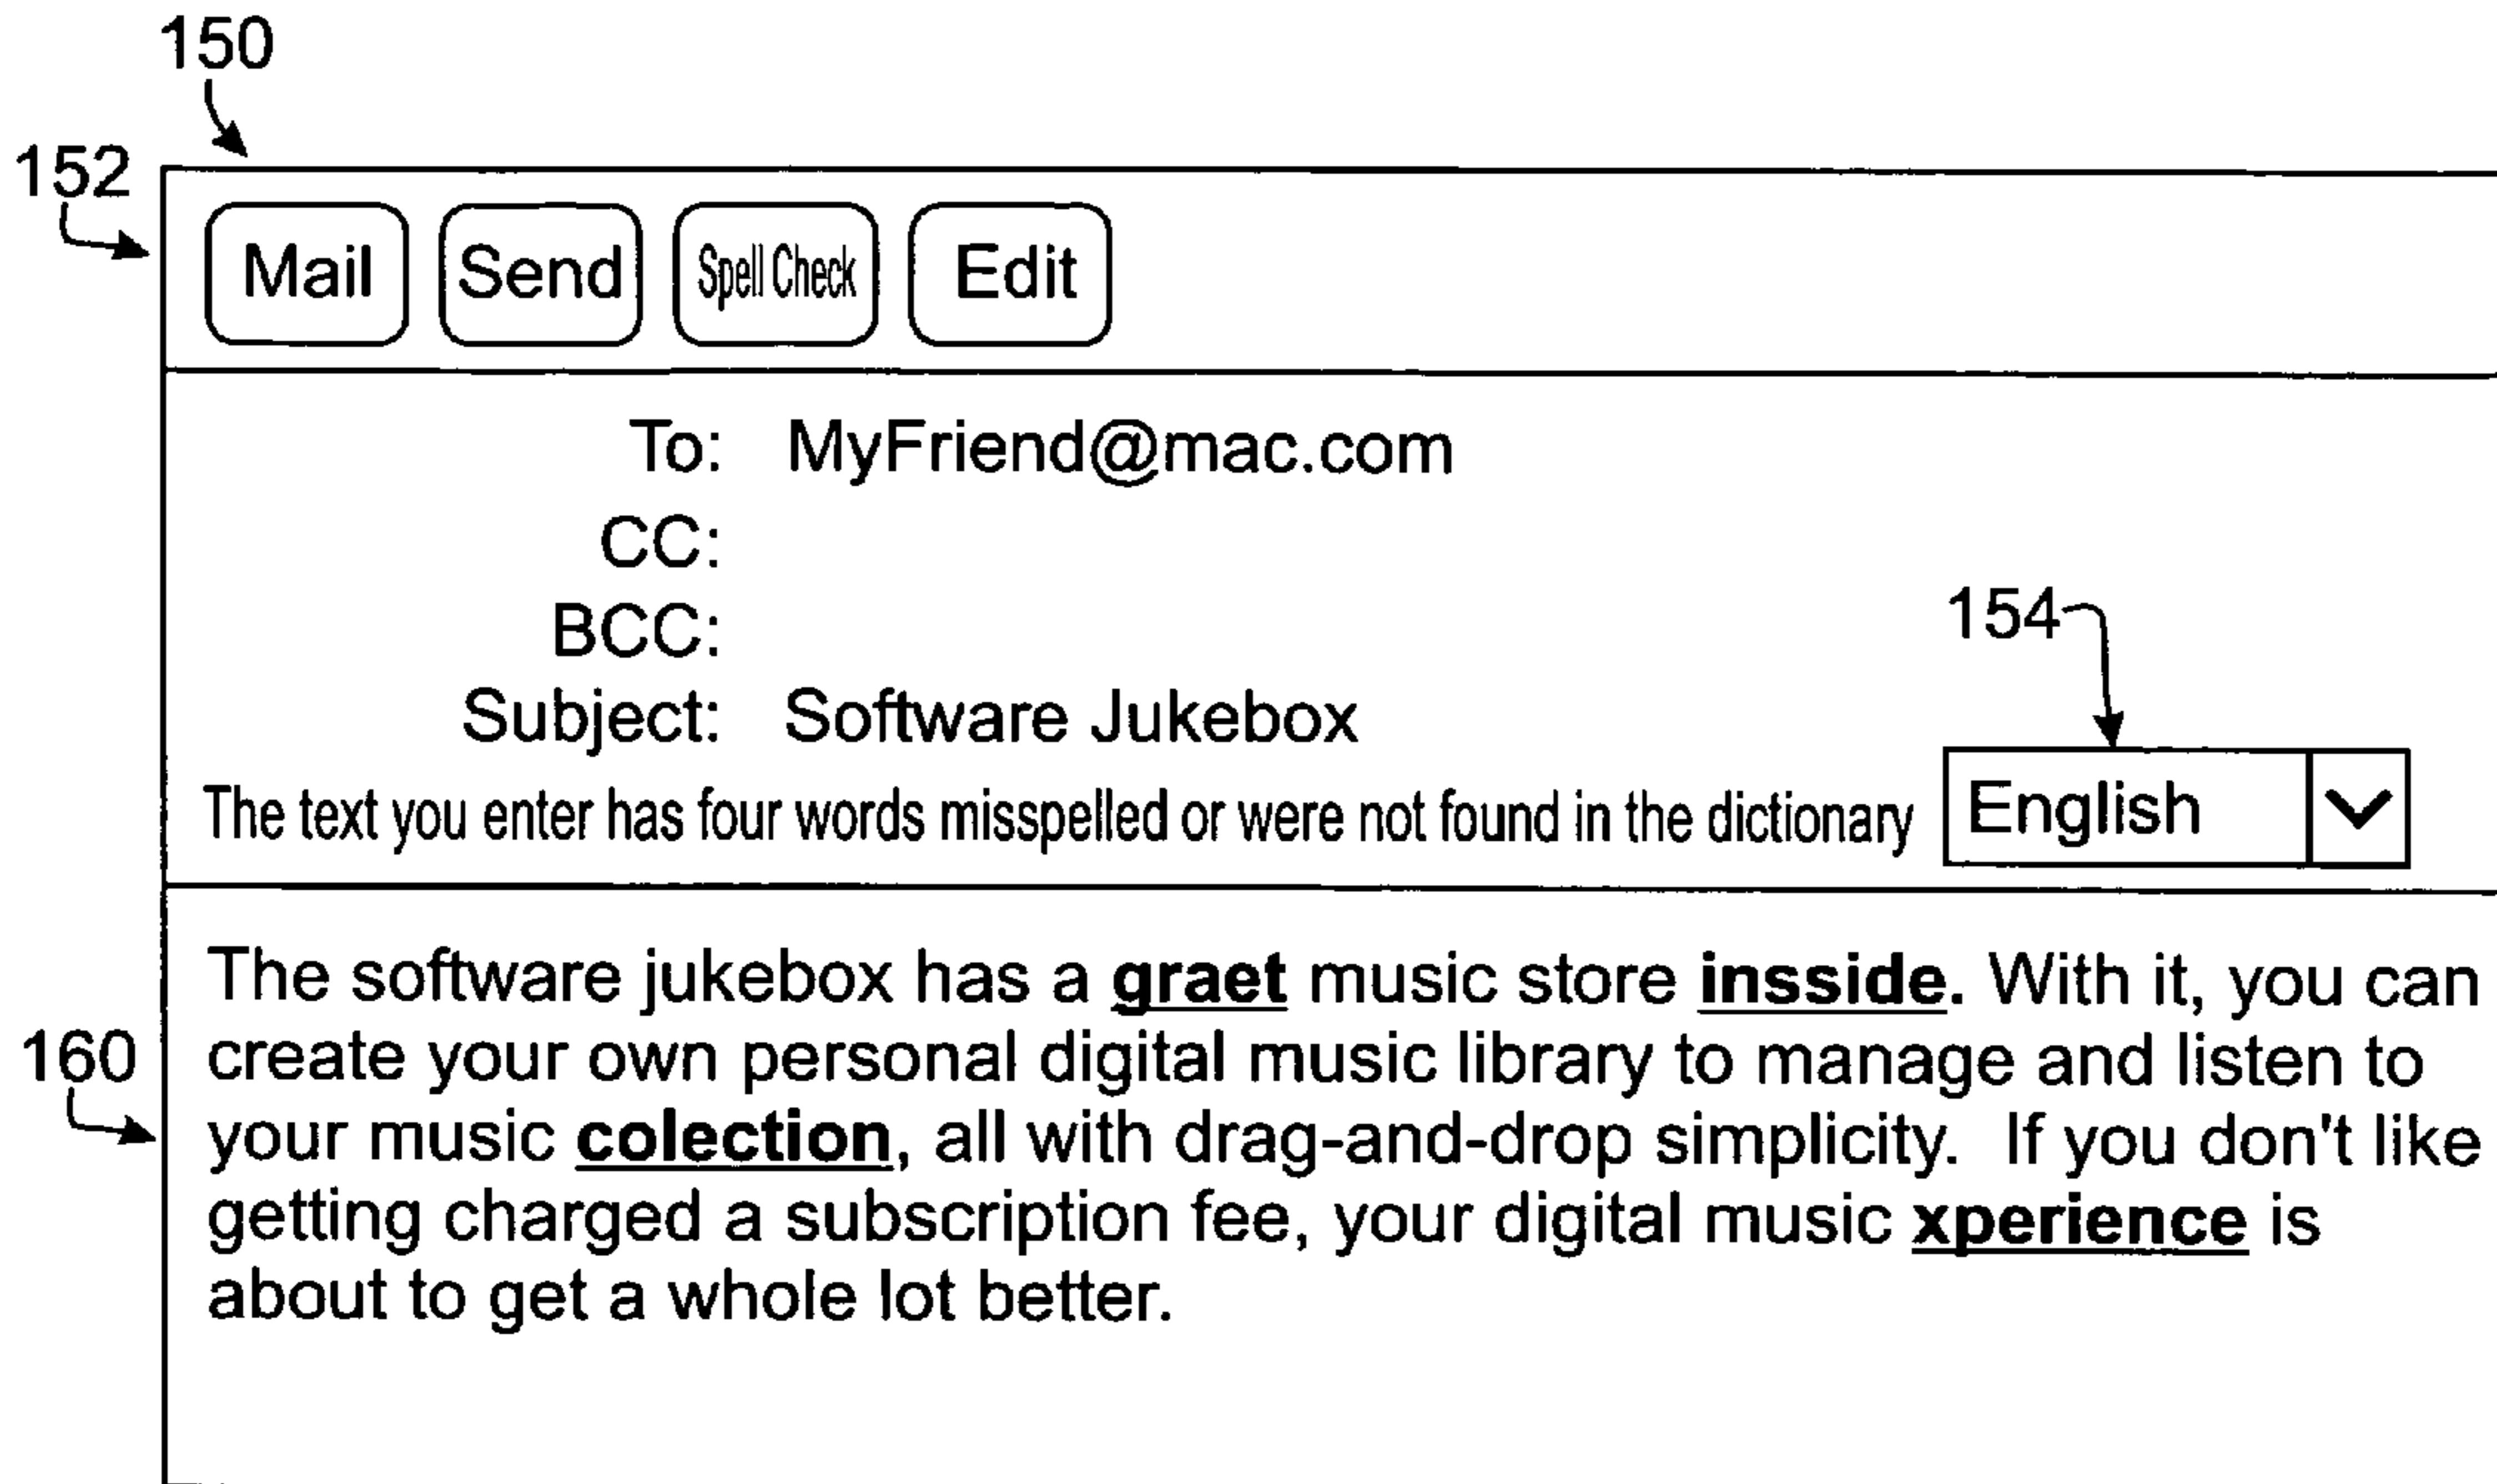 150
152
Mail Send Spell Check Edit
To: MyFriend@mac.com
CC:
BCC:
154
Subject: Software Jukebox
The text you enter has four words misspelled or were not found in the dictionary English
The software jukebox has a graet music store insside. With it, you can
160
create your own personal digital music library to manage and listen to
your music colection, all with drag-and-drop simplicity. If you don't like
getting charged a subscription fee, your digital music xperience is
about to get a whole lot better.